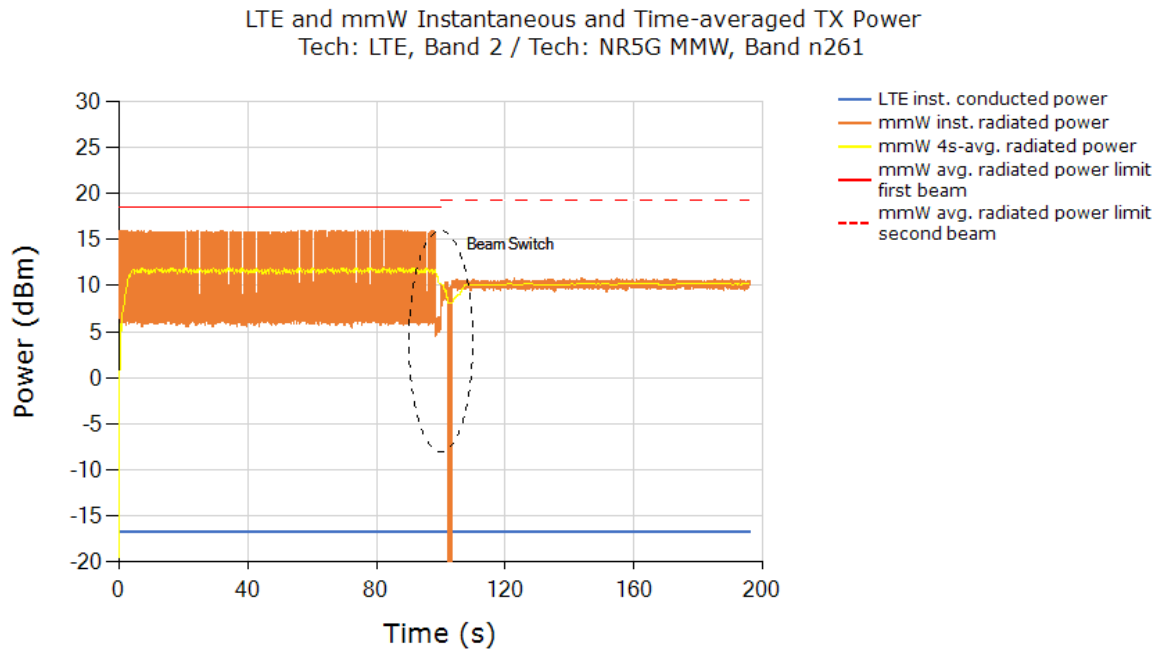 LTE and mmW Instantaneous and Time-averaged TX Power
Tech: LTE, Band 2 / Tech: NR5G MMW, Band n261
30
25
20
15
10
5
0
-5
-10
-15
-20
Power (dBm)
Beam Switch
0
40
80
120
160
200
Time (s)
LTE inst. conducted power
mmW inst. radiated power
mmW 4s-avg. radiated power
mmW avg. radiated power limit
first beam
mmW avg. radiated power limit
second beam